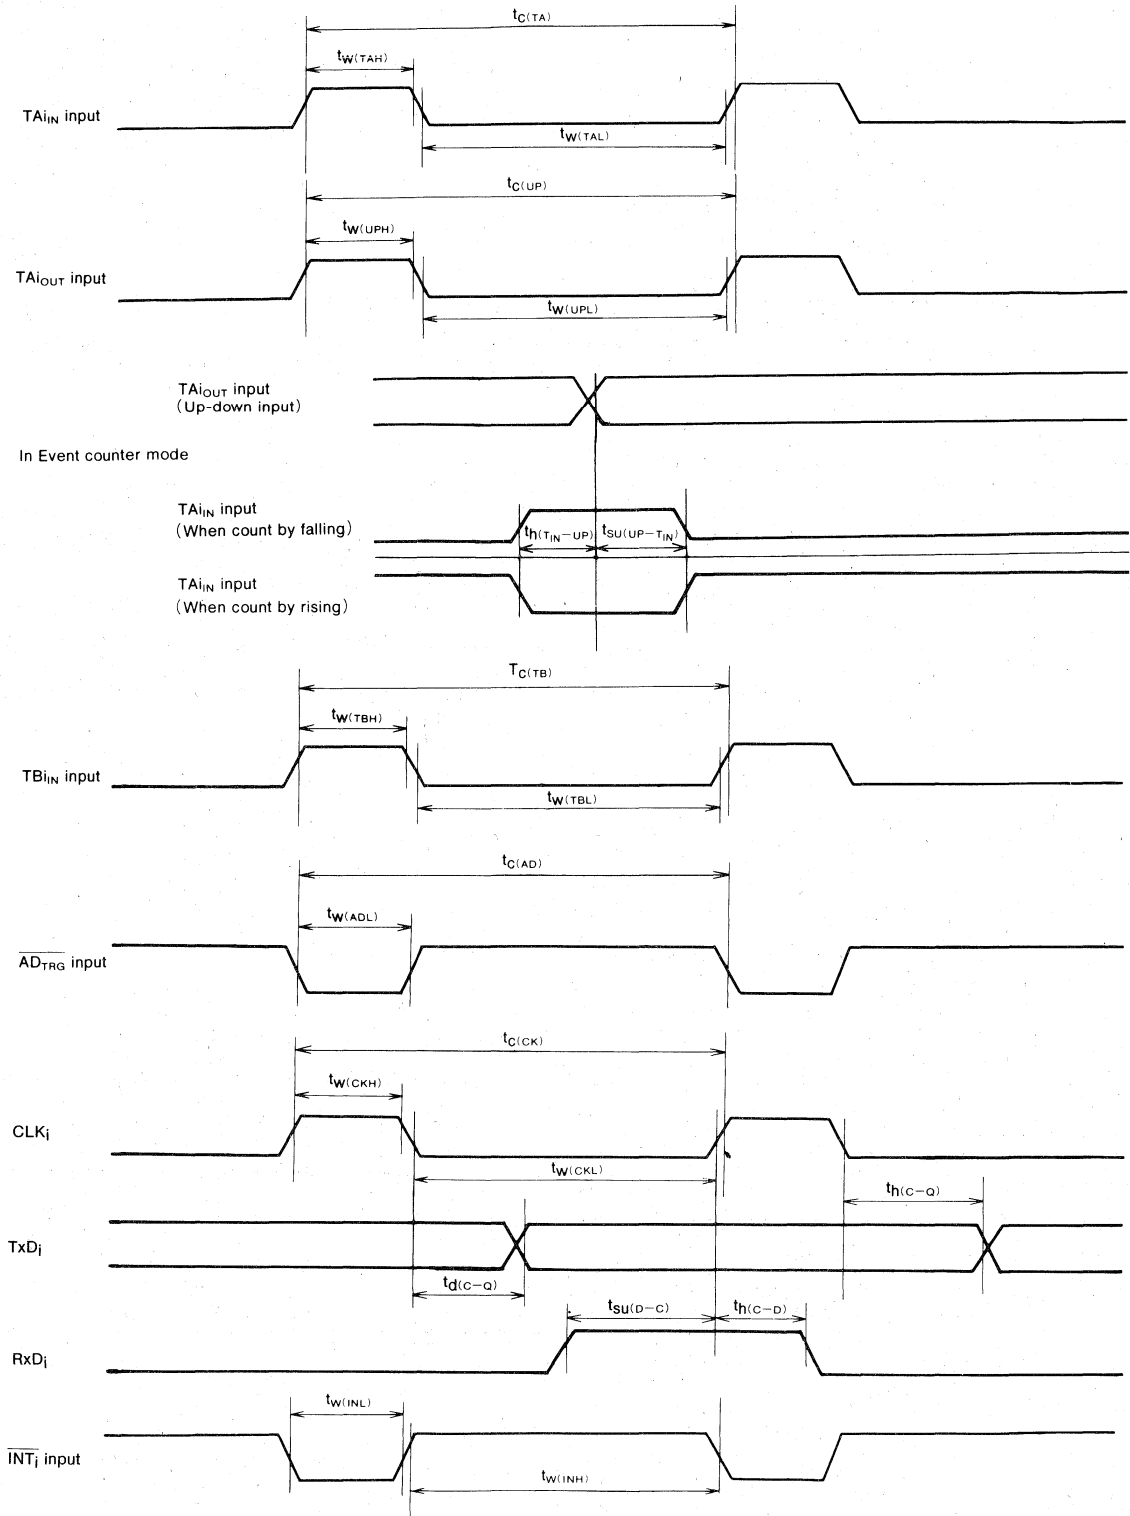 tC(TA)
tW(TAH)
TAiIN input
tW(TAL)
tC(UP)
tW(UPH)
TAiOUT input
tW(UPL)
TAiOUT input
(Up-down input)
In Event counter mode
TAiIN input
(When count by falling)
th(TIN-UP) tSU(UP-TIN)
TAiIN input
(When count by rising)
TC(TB)
tW(TBH)
TBiIN input
tW(TBL)
tC(AD)
tW(ADL)
ADTRG input
tC(CK)
tW(CKH)
CLKi
tW(CKL)
th(C-Q)
TxDi
td(C-Q)
tsu(D-C) th(C-D)
RxDi
tW(INL)
INTi input
tW(INH)